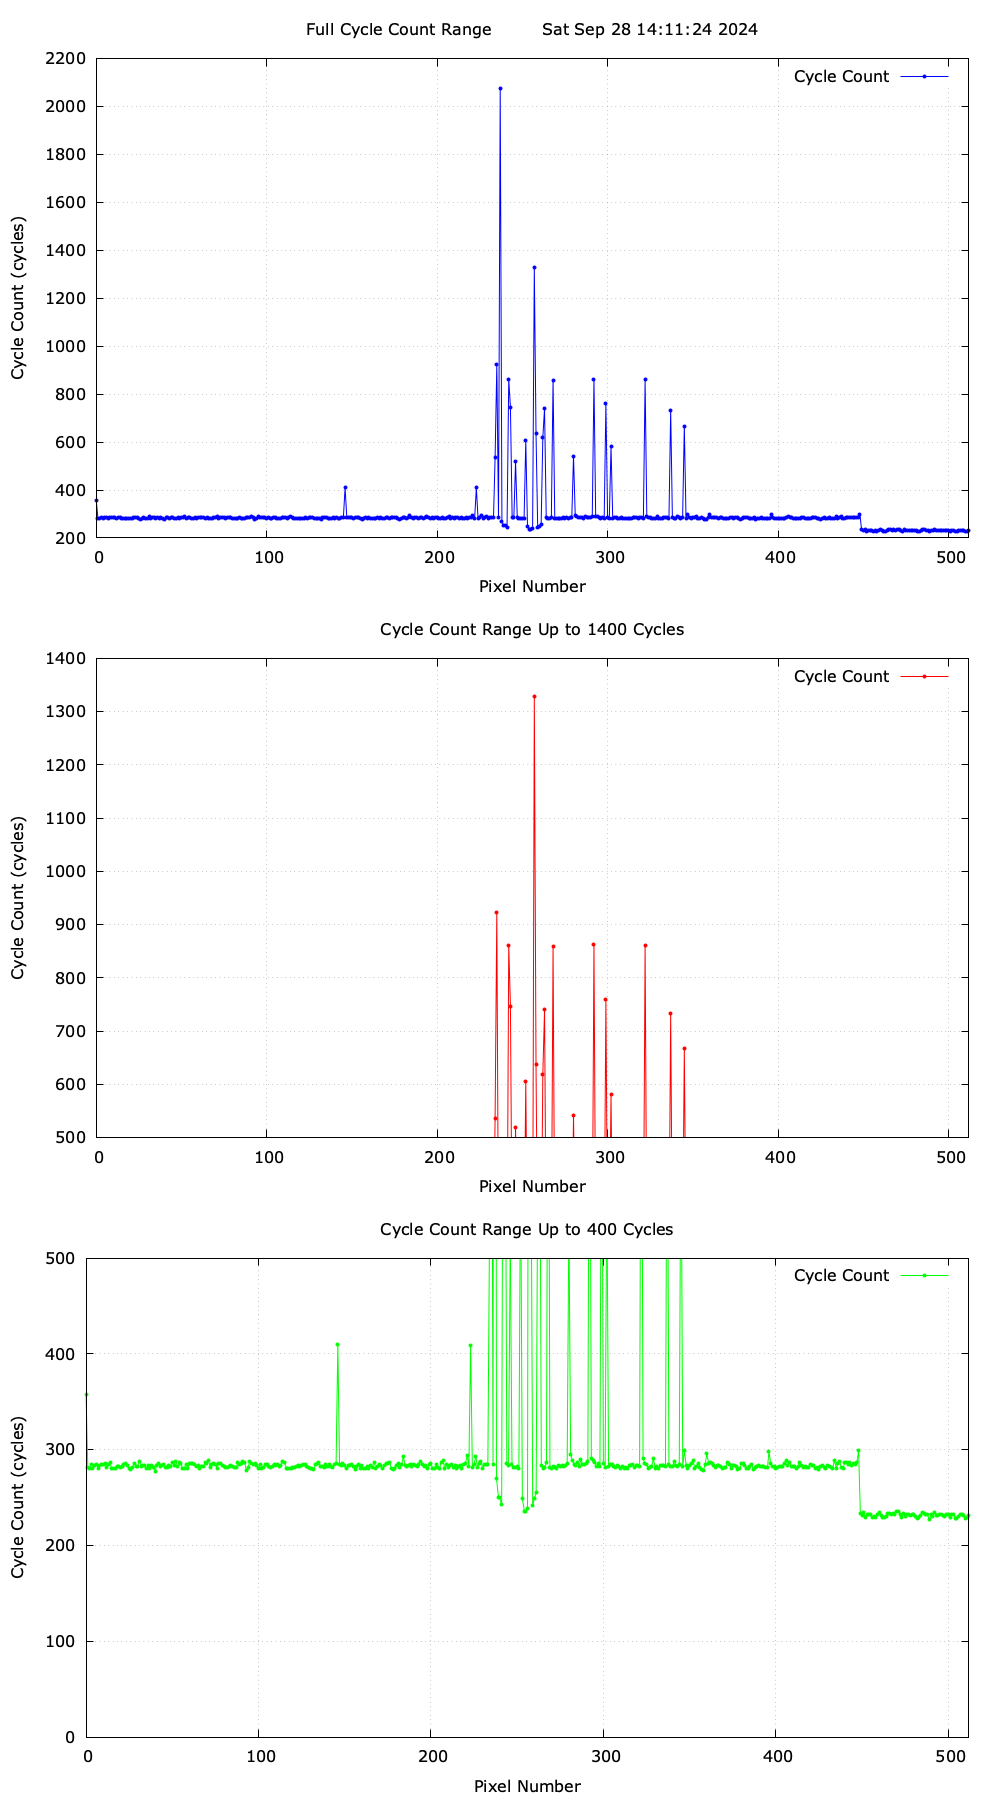 Full Cycle Count Range Sat Sep 28 14:11:24 2024
Cycle Count
2200
2000
1800
1600
1400
1200
1000
800
600
400
200
Cycle Count (cycles)
0 100 200 300 400 500
Pixel Number
Cycle Count Range Up to 1400 Cycles
Cycle Count
1400
1300
1200
1100
1000
900
800
700
600
500
Cycle Count (cycles)
0 100 200 300 400 500
Pixel Number
Cycle Count Range Up to 400 Cycles
Cycle Count
500
400
300
200
100
0
Cycle Count (cycles)
0 100 200 300 400 500
Pixel Number